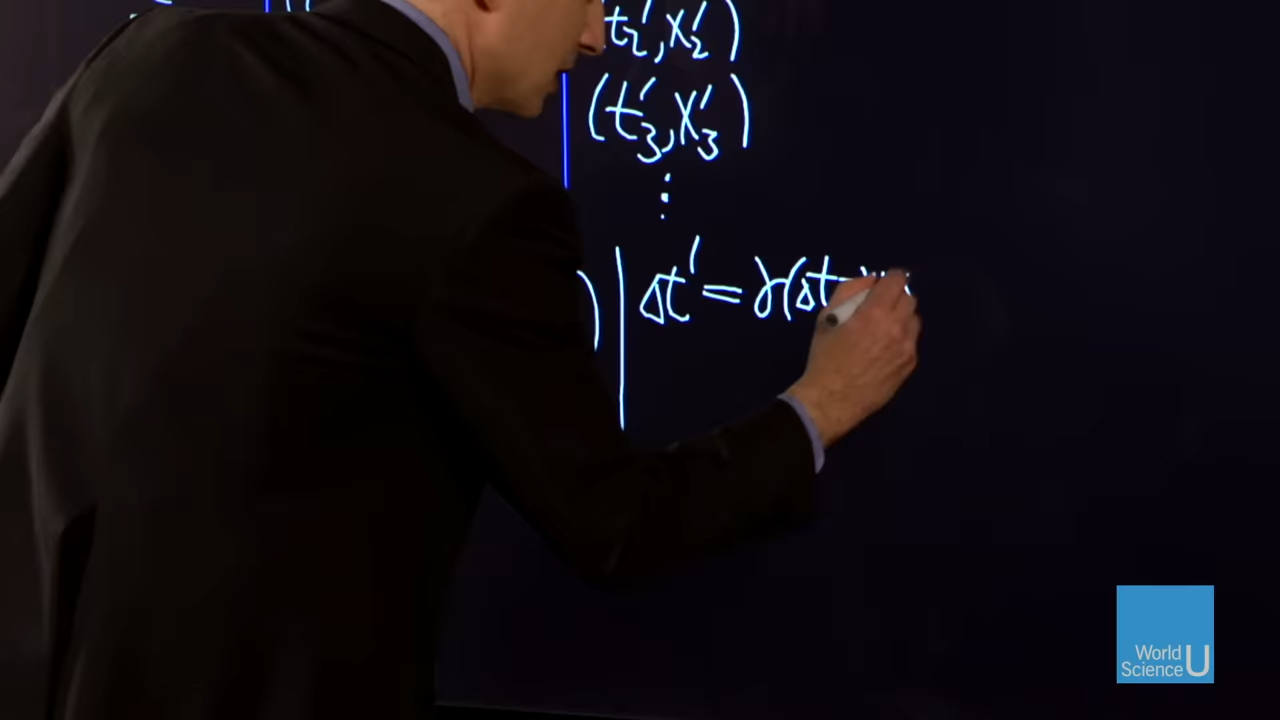 t₂′,x₂′)
(t₃′,x₃′)
⋮
) | Δt′ = γ(Δt-
World
Science U